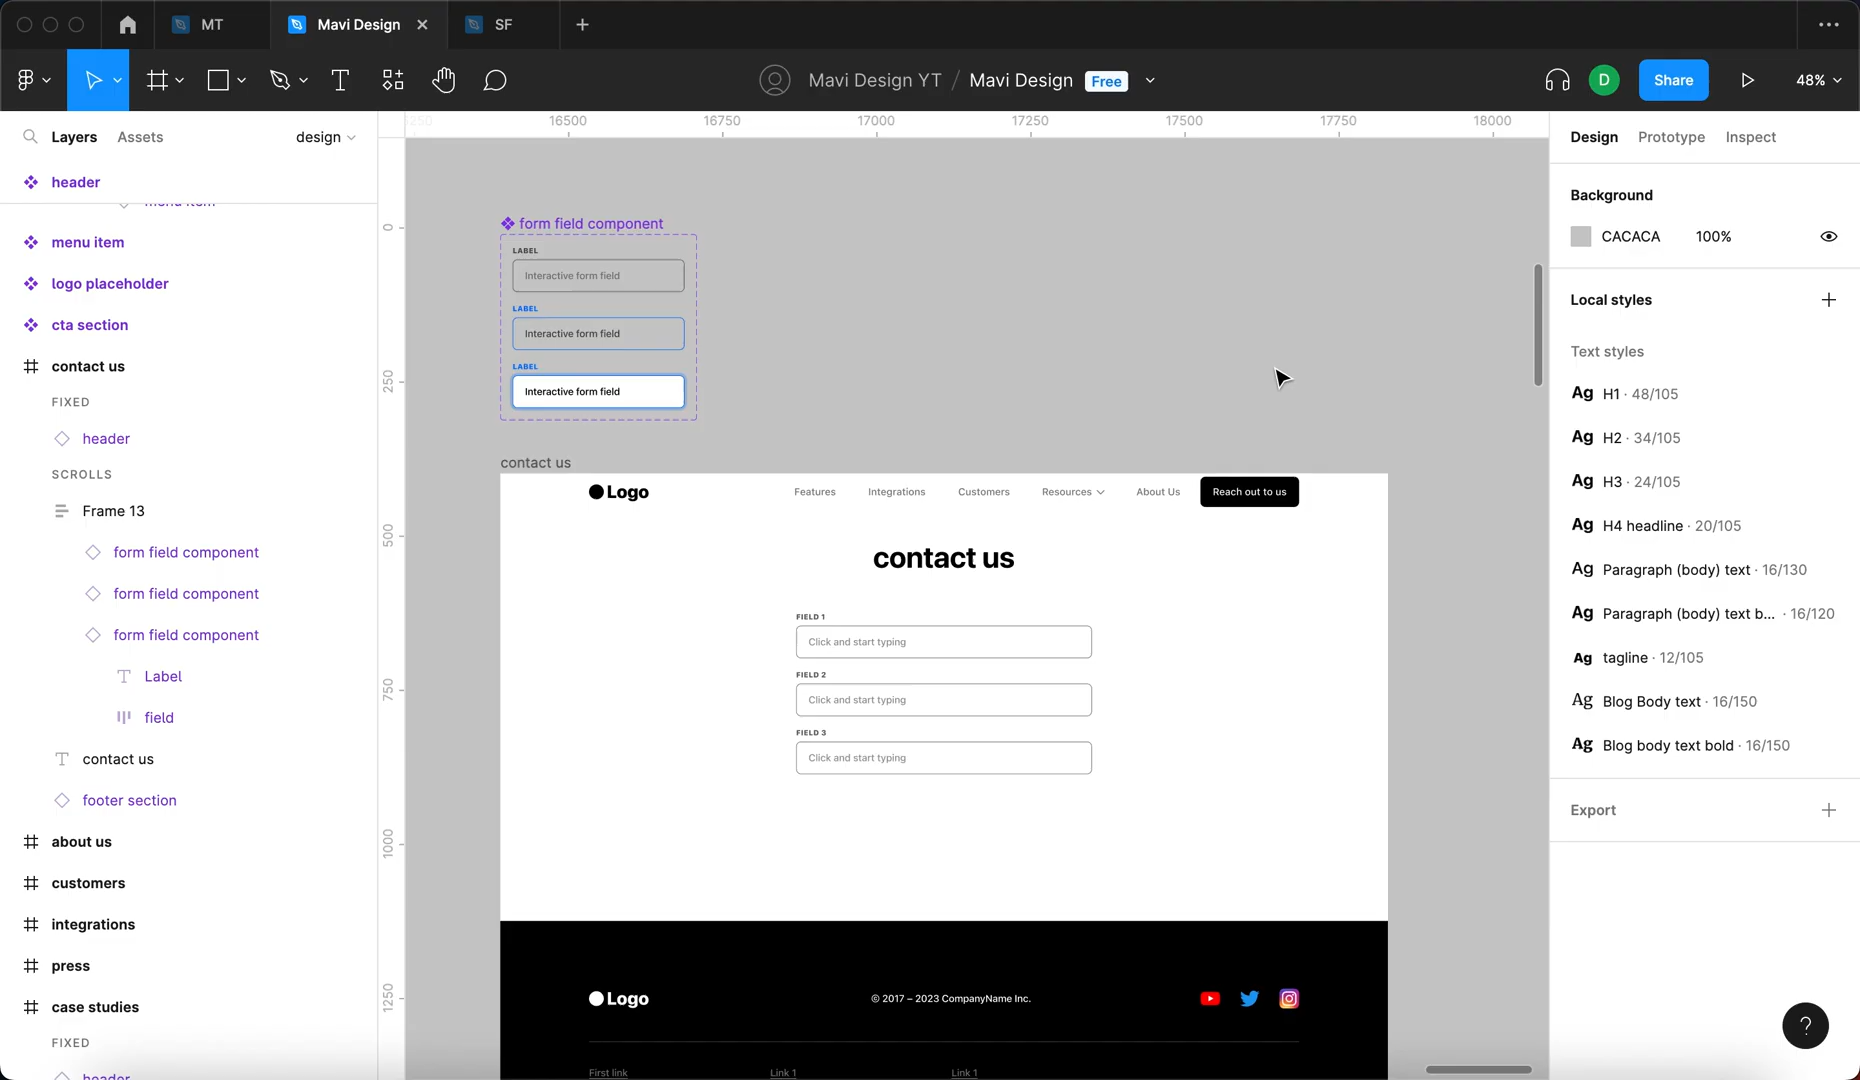 MT
Mavi Design
SF
Mavi Design YT / Mavi Design Free
D
Share
48%
Layers
Assets
design
header
menu item
menu item
logo placeholder
cta section
contact us
FIXED
header
SCROLLS
Frame 13
form field component
form field component
form field component
Label
field
contact us
footer section
about us
customers
integrations
press
case studies
FIXED
header
250
16500
16750
17000
17250
17500
17750
18000
0
250
500
750
1000
1250
form field component
LABEL
Interactive form field
LABEL
Interactive form field
LABEL
Interactive form field
contact us
Logo
Features
Integrations
Customers
Resources
About Us
Reach out to us
contact us
FIELD 1
Click and start typing
FIELD 2
Click and start typing
FIELD 3
Click and start typing
Logo
© 2017 – 2023 CompanyName Inc.
First link
Link 1
Link 1
Design
Prototype
Inspect
Background
CACACA
100%
Local styles
Text styles
Ag H1 · 48/105
Ag H2 · 34/105
Ag H3 · 24/105
Ag H4 headline · 20/105
Ag Paragraph (body) text · 16/130
Ag Paragraph (body) text b... · 16/120
Ag tagline · 12/105
Ag Blog Body text · 16/150
Ag Blog body text bold · 16/150
Export
?